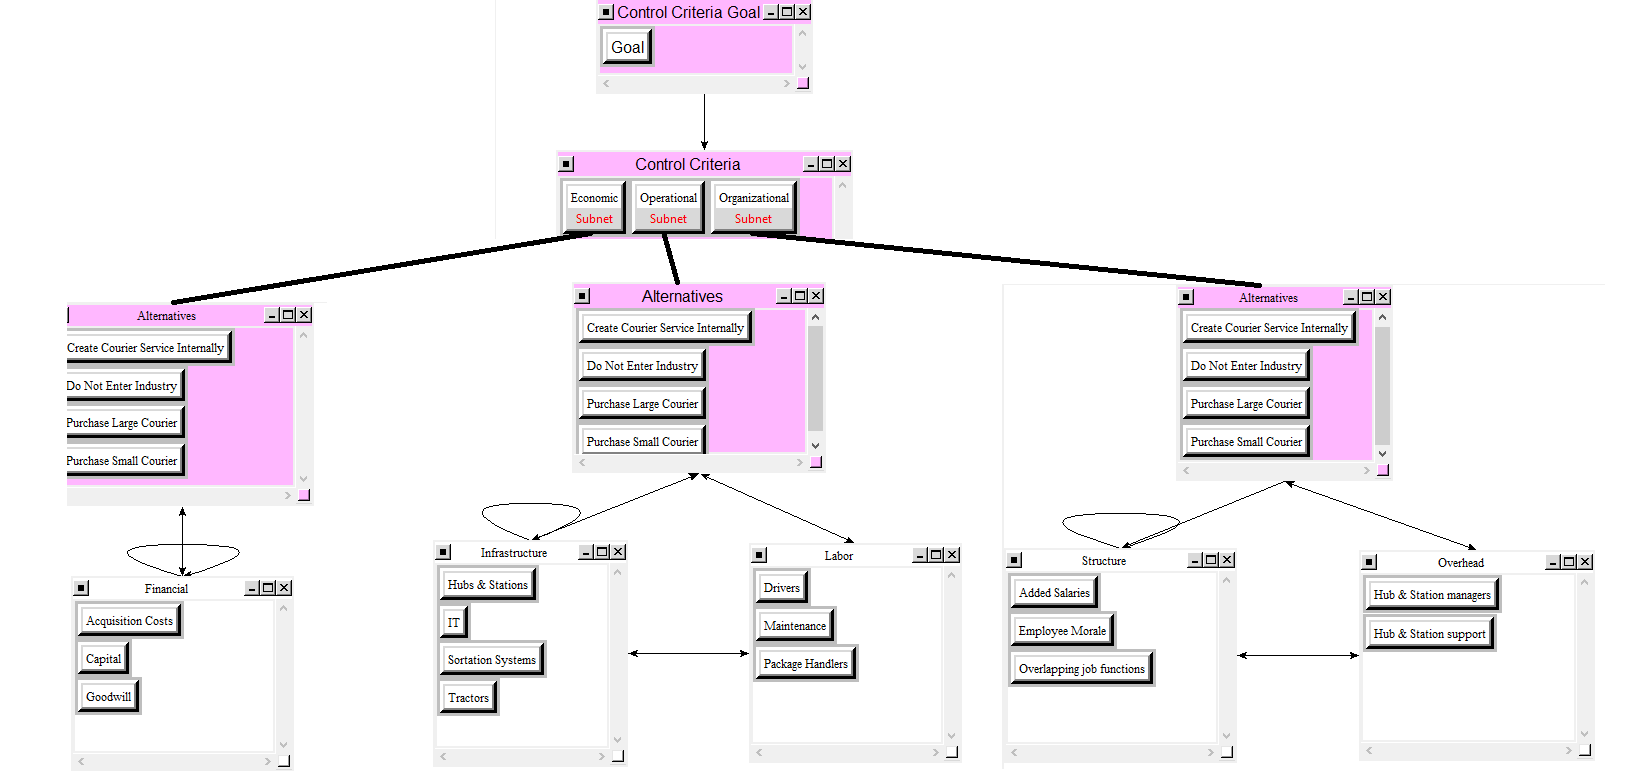 Control Criteria Goal
Goal
Control Criteria
Economic
Subnet
Operational
Subnet
Organizational
Subnet
Alternatives
Create Courier Service Internally
Do Not Enter Industry
Purchase Large Courier
Purchase Small Courier
Alternatives
Create Courier Service Internally
Do Not Enter Industry
Purchase Large Courier
Purchase Small Courier
Alternatives
Create Courier Service Internally
Do Not Enter Industry
Purchase Large Courier
Purchase Small Courier
Financial
Acquisition Costs
Capital
Goodwill
Infrastructure
Hubs & Stations
IT
Sortation Systems
Tractors
Labor
Drivers
Maintenance
Package Handlers
Structure
Added Salaries
Employee Morale
Overlapping job functions
Overhead
Hub & Station managers
Hub & Station support